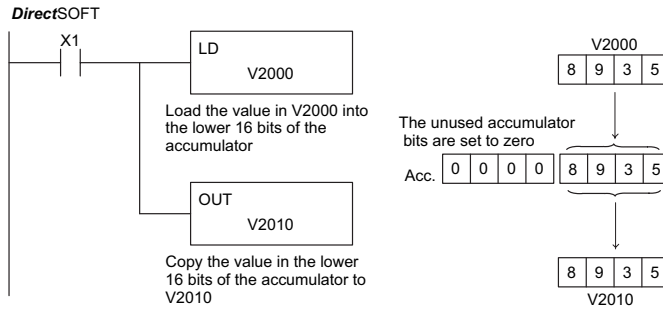 DirectSOFT
X1
LD
V2000
Load the value in V2000 into
the lower 16 bits of the
accumulator
OUT
V2010
Copy the value in the lower
16 bits of the accumulator to
V2010
V2000
8 9 3 5
The unused accumulator
bits are set to zero
Acc. 0 0 0 0 8 9 3 5
8 9 3 5
V2010